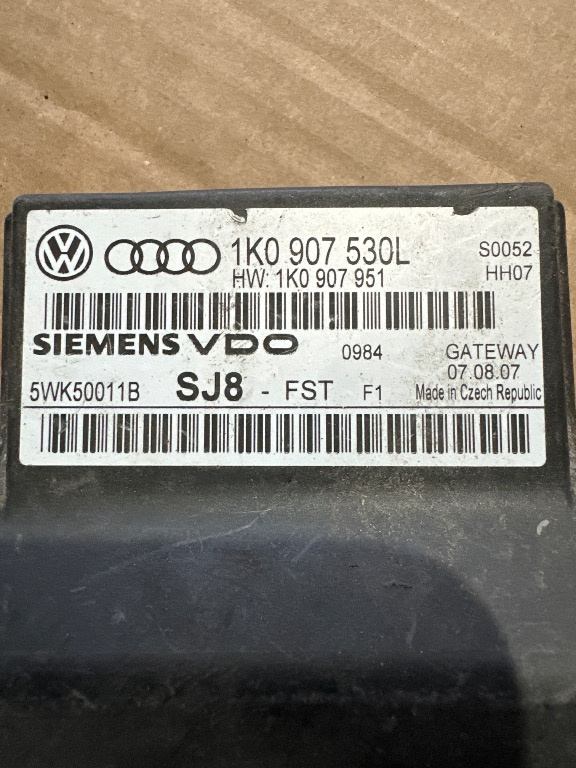 1K0 907 530L S0052
HW: 1K0 907 951 HH07
SIEMENS VDO 0984 GATEWAY
07.08.07
5WK50011B SJ8 - FST F1 Made in Czech Republic